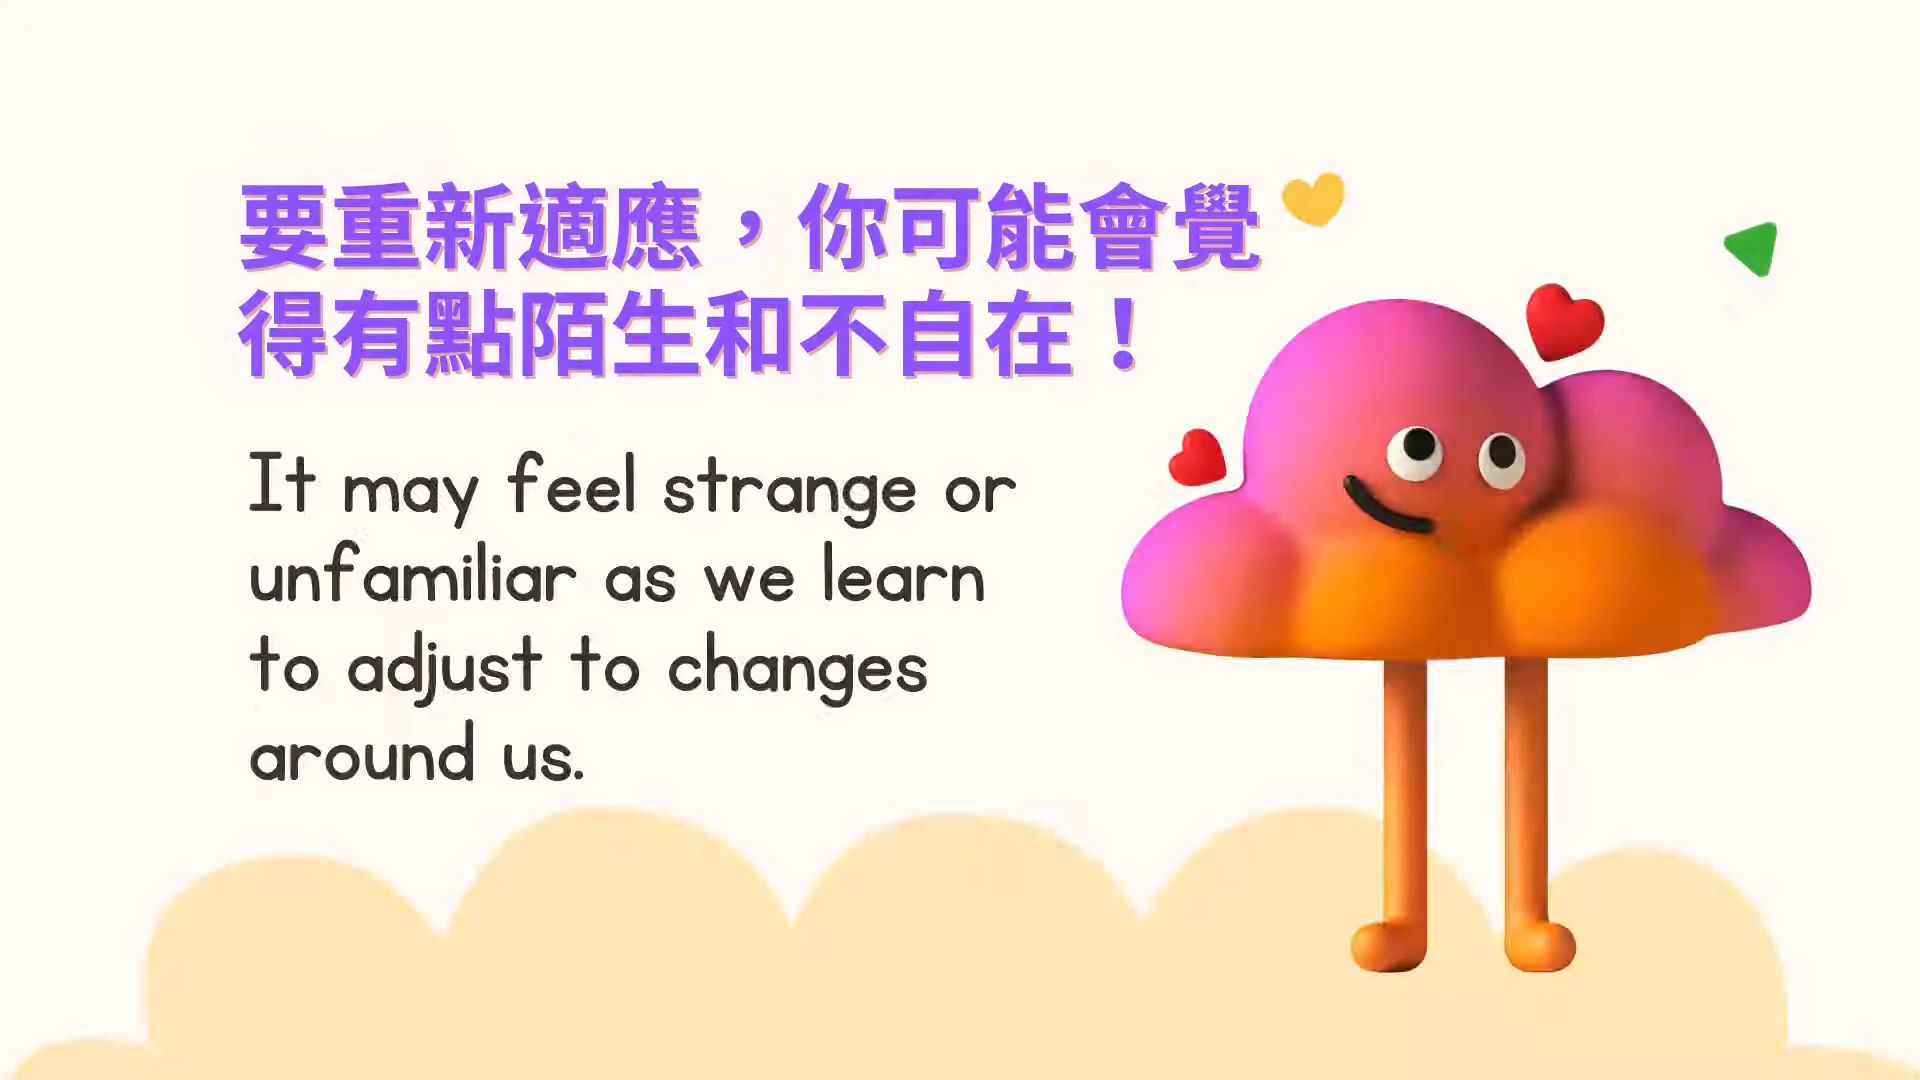 要重新適應，你可能會覺
得有點陌生和不自在！
It may feel strange or
unfamiliar as we learn
to adjust to changes
around us.